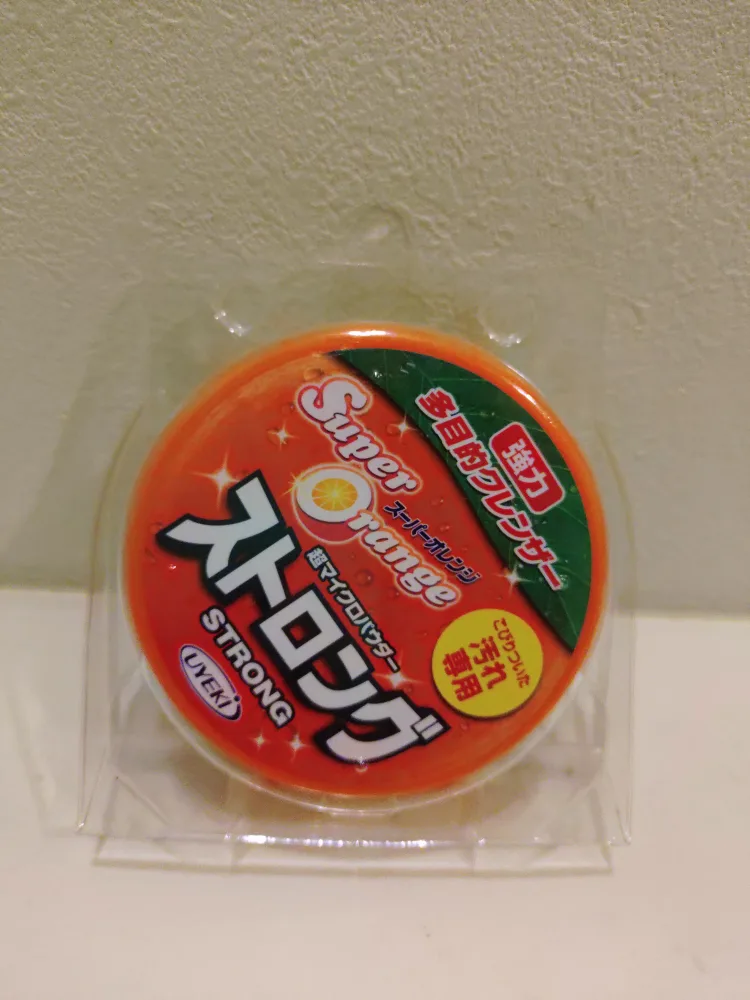 強力
多目的クレンザー
Super
Orange
スーパーオレンジ
超マイクロパウダー
ストロング
STRONG
UYEKI
こびりついた
汚れ
専用